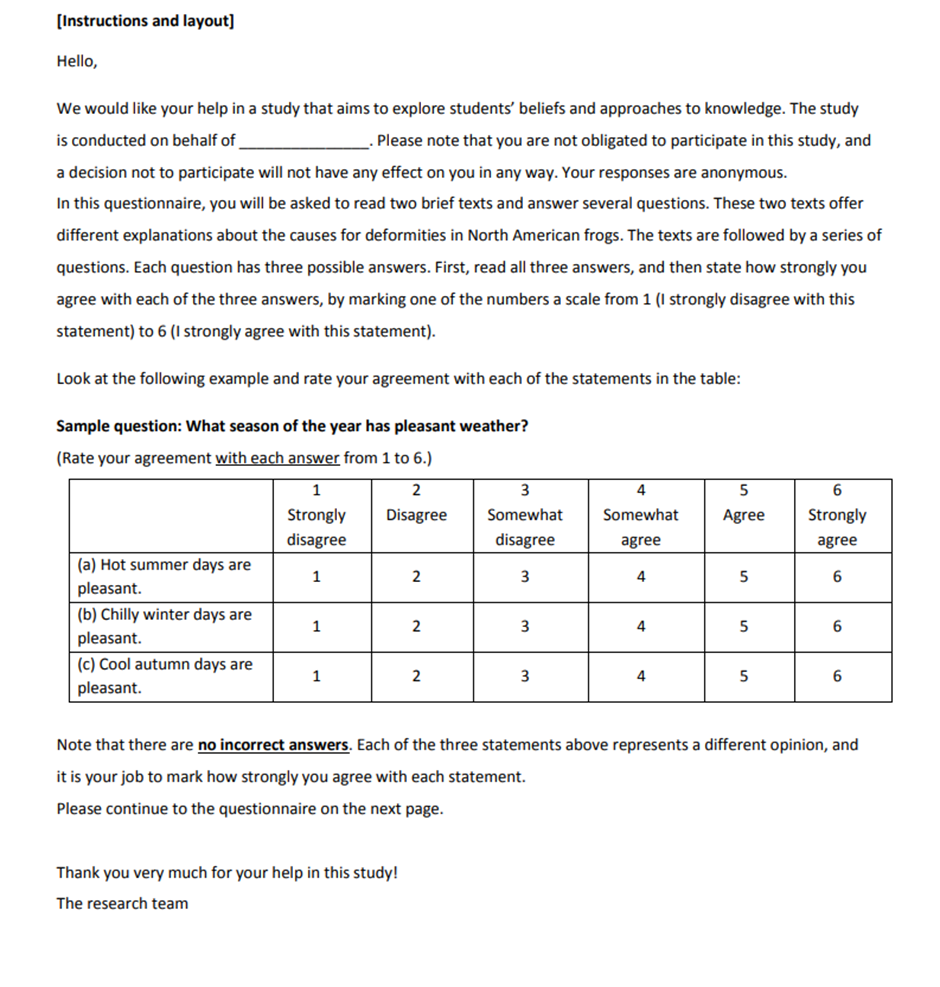 [Instructions and layout]
Hello,
We would like your help in a study that aims to explore students’ beliefs and approaches to knowledge. The study
is conducted on behalf of _______________. Please note that you are not obligated to participate in this study, and
a decision not to participate will not have any effect on you in any way. Your responses are anonymous.
In this questionnaire, you will be asked to read two brief texts and answer several questions. These two texts offer
different explanations about the causes for deformities in North American frogs. The texts are followed by a series of
questions. Each question has three possible answers. First, read all three answers, and then state how strongly you
agree with each of the three answers, by marking one of the numbers a scale from 1 (I strongly disagree with this
statement) to 6 (I strongly agree with this statement).
Look at the following example and rate your agreement with each of the statements in the table:
Sample question: What season of the year has pleasant weather?
(Rate your agreement with each answer from 1 to 6.)
1 2 3 4 5 6
Strongly Disagree Somewhat Somewhat Agree Strongly
disagree disagree agree agree
(a) Hot summer days are
pleasant. 1 2 3 4 5 6
(b) Chilly winter days are
pleasant. 1 2 3 4 5 6
(c) Cool autumn days are
pleasant. 1 2 3 4 5 6
Note that there are no incorrect answers. Each of the three statements above represents a different opinion, and
it is your job to mark how strongly you agree with each statement.
Please continue to the questionnaire on the next page.
Thank you very much for your help in this study!
The research team